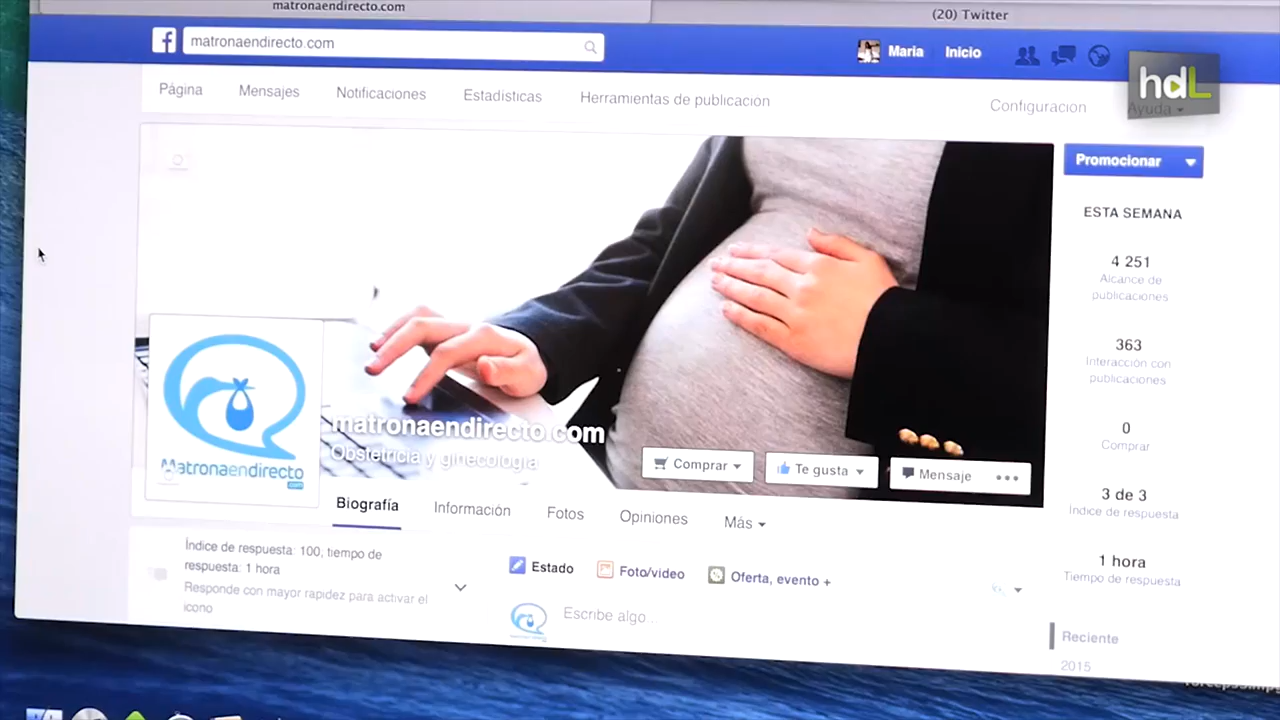 matronaendirecto.com
(20) Twitter
matronaendirecto.com
Maria Inicio
hdL
Página Mensajes Notificaciones Estadísticas Herramientas de publicación Configuración Ayuda
Promocionar
ESTA SEMANA
4 251
Alcance de
publicaciones
363
Interacción con
publicaciones
0
Comprar
3 de 3
Índice de respuesta
1 hora
Tiempo de respuesta
Reciente
2015
Matronaendirecto
.com
matronaendirecto.com
Obstetricia y ginecología
Comprar Te gusta Mensaje
Biografía Información Fotos Opiniones Más
Índice de respuesta: 100, tiempo de
respuesta: 1 hora
Responde con mayor rapidez para activar el
icono
Estado Foto/video Oferta, evento +
Escribe algo...